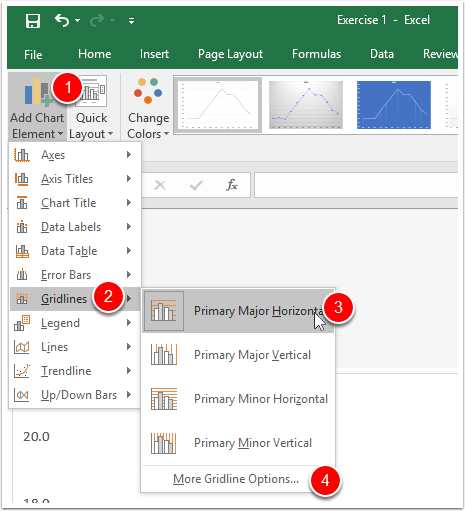 Exercise 1 - Excel
File Home Insert Page Layout Formulas Data Review
1
Add Chart Element
Quick Layout
Change Colors
fx
Axes
Axis Titles
Chart Title
Data Labels
Data Table
Error Bars
Gridlines 2
Legend
Lines
Trendline
Up/Down Bars
Primary Major Horizontal 3
Primary Major Vertical
Primary Minor Horizontal
Primary Minor Vertical
More Gridline Options... 4
20.0
18.0